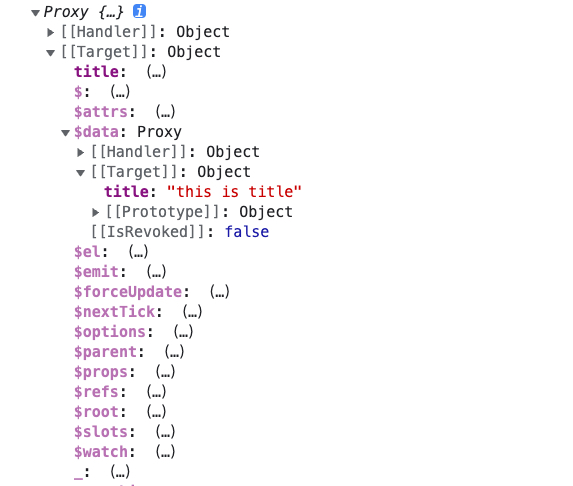 Proxy {…} i
[[Handler]]: Object
[[Target]]: Object
title: (…)
$: (…)
$attrs: (…)
$data: Proxy
[[Handler]]: Object
[[Target]]: Object
title: "this is title"
[[Prototype]]: Object
[[IsRevoked]]: false
$el: (…)
$emit: (…)
$forceUpdate: (…)
$nextTick: (…)
$options: (…)
$parent: (…)
$props: (…)
$refs: (…)
$root: (…)
$slots: (…)
$watch: (…)
_: (…)